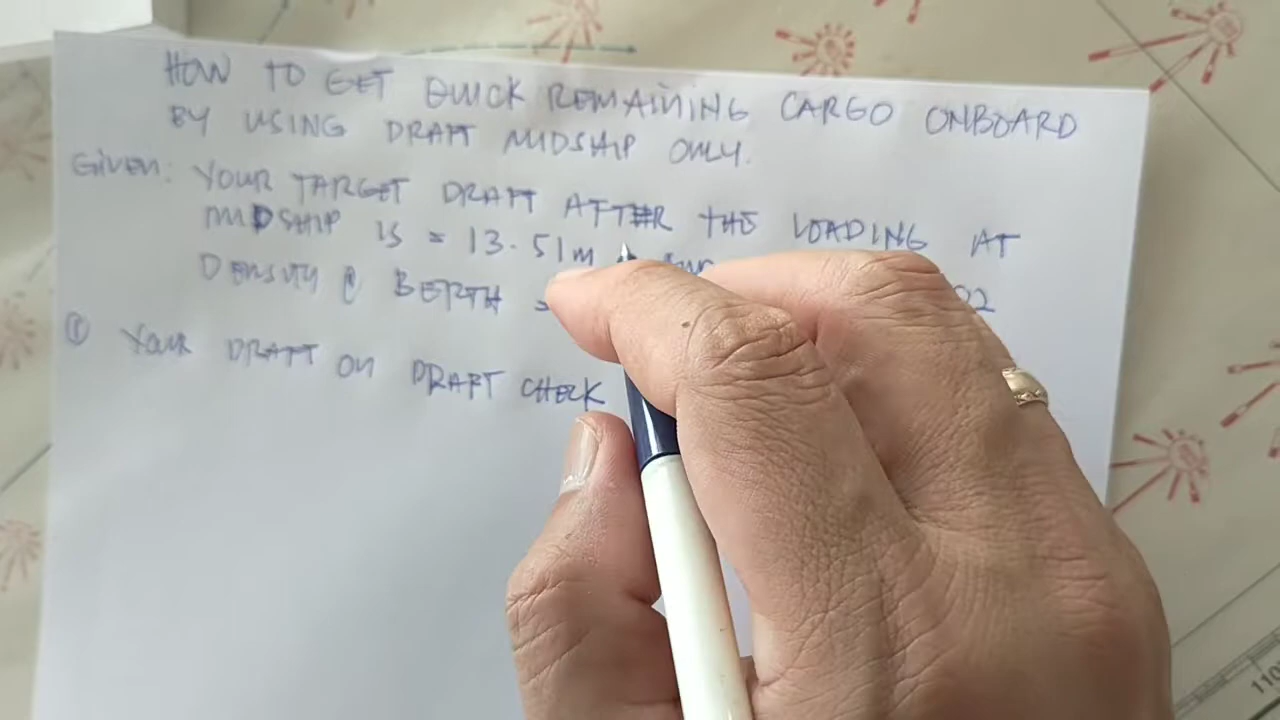 HOW TO GET QUICK REMAINING CARGO ONBOARD
BY USING DRAFT MIDSHIP ONLY.
Given: YOUR TARGET DRAFT AFTER THE LOADING AT
MIDSHIP IS = 13.51m
DENSITY @ BERTH =
① Your DRAFT ON DRAFT CHECK
110